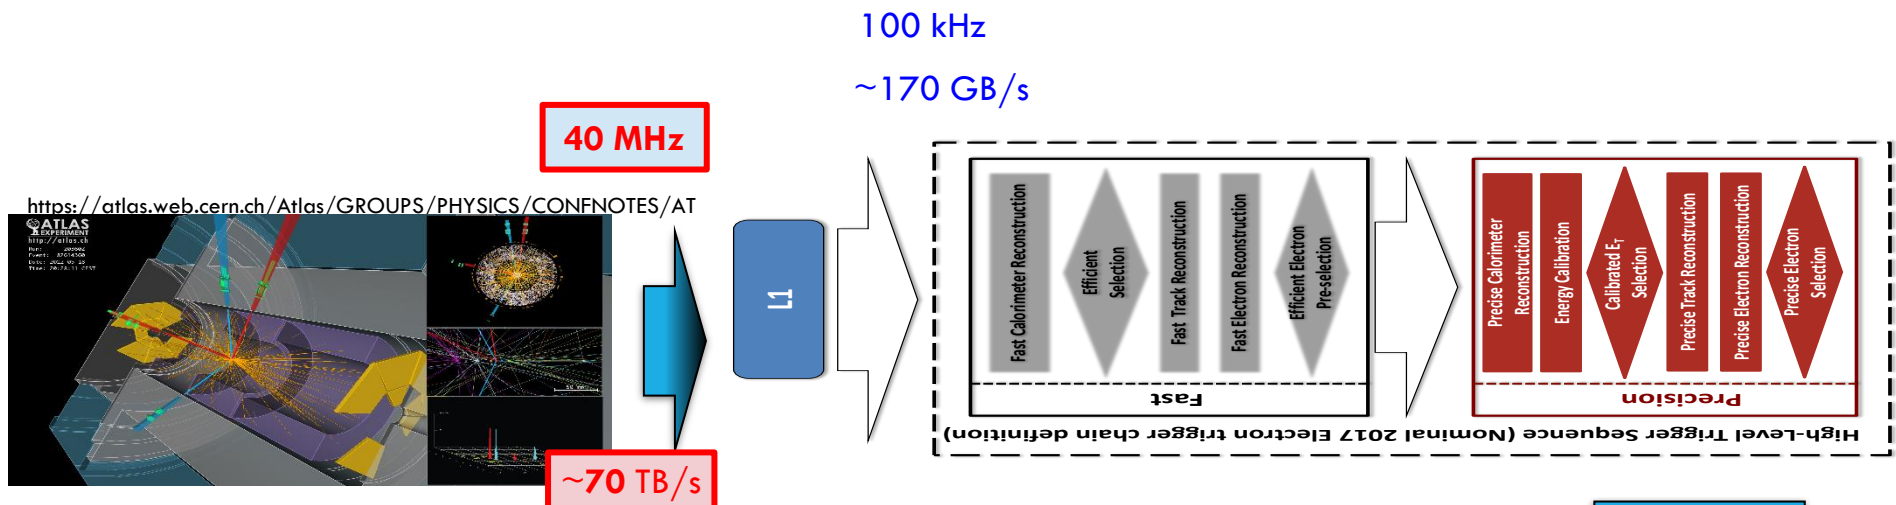 100 kHz
~170 GB/s
40 MHz
https://atlas.web.cern.ch/Atlas/GROUPS/PHYSICS/CONFNOTES/AT
ATLAS
EXPERIMENT
http://atlas.ch
~70 TB/s
L1
Fast Calorimeter Reconstruction
Efficient
Selection
Fast Track Reconstruction
Fast Electron Reconstruction
Efficient Electron
Pre-selection
Fast
Precise Calorimeter
Reconstruction
Energy Calibration
Calibrated ET
Selection
Precise Track Reconstruction
Precise Electron Reconstruction
Precise Electron
Selection
Precision
High-Level Trigger Sequence (Nominal 2017 Electron trigger chain definition)